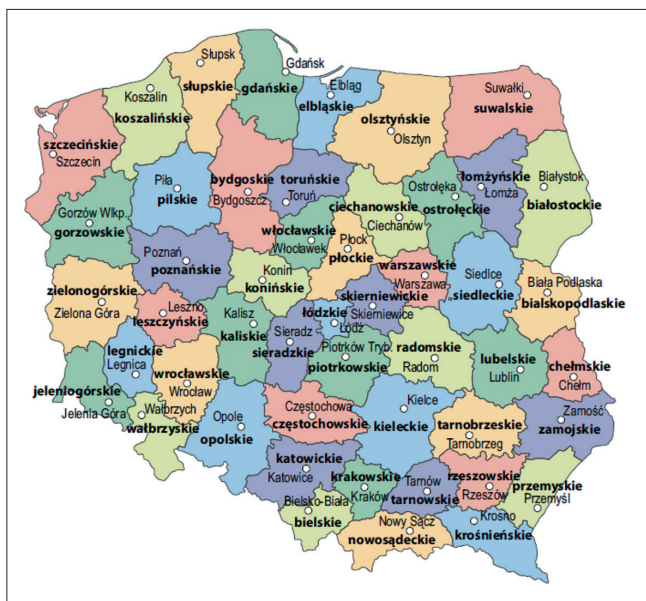 Słupsk
słupskie
Gdańsk
gdańskie
Koszalin
koszalińskie
Elbląg
elbląskie
olsztyńskie
Olsztyn
Suwałki
suwalskie
szczecińskie
Szczecin
Piła
pilskie
bydgoskie
Bydgoszcz
toruńskie
Toruń
Ostrołęka
ostrołęckie
łomżyńskie
Łomża
Białystok
białostockie
Gorzów Wlkp.
gorzowskie
ciechanowskie
Ciechanów
włocławskie
Włocławek
Płock
płockie
Poznań
poznańskie
Konin
konińskie
warszawskie
Warszawa
Siedlce
siedleckie
Biała Podlaska
bialskopodlaskie
zielonogórskie
Zielona Góra
Leszno
leszczyńskie
Kalisz
kaliskie
Sieradz
sieradzkie
łódzkie
Łódź
skierniewickie
Skierniewice
Piotrków Tryb.
piotrkowskie
radomskie
Radom
lubelskie
Lublin
chełmskie
Chełm
legnickie
Legnica
wrocławskie
Wrocław
jeleniogórskie
Jelenia Góra
Wałbrzych
wałbrzyskie
Opole
opolskie
Częstochowa
częstochowskie
Kielce
kieleckie
tarnobrzeskie
Tarnobrzeg
Zamość
zamojskie
katowickie
Katowice
krakowskie
Kraków
Tarnów
tarnowskie
rzeszowskie
Rzeszów
przemyskie
Przemyśl
Bielsko-Biała
bielskie
Nowy Sącz
nowosądeckie
Krosno
krośnieńskie